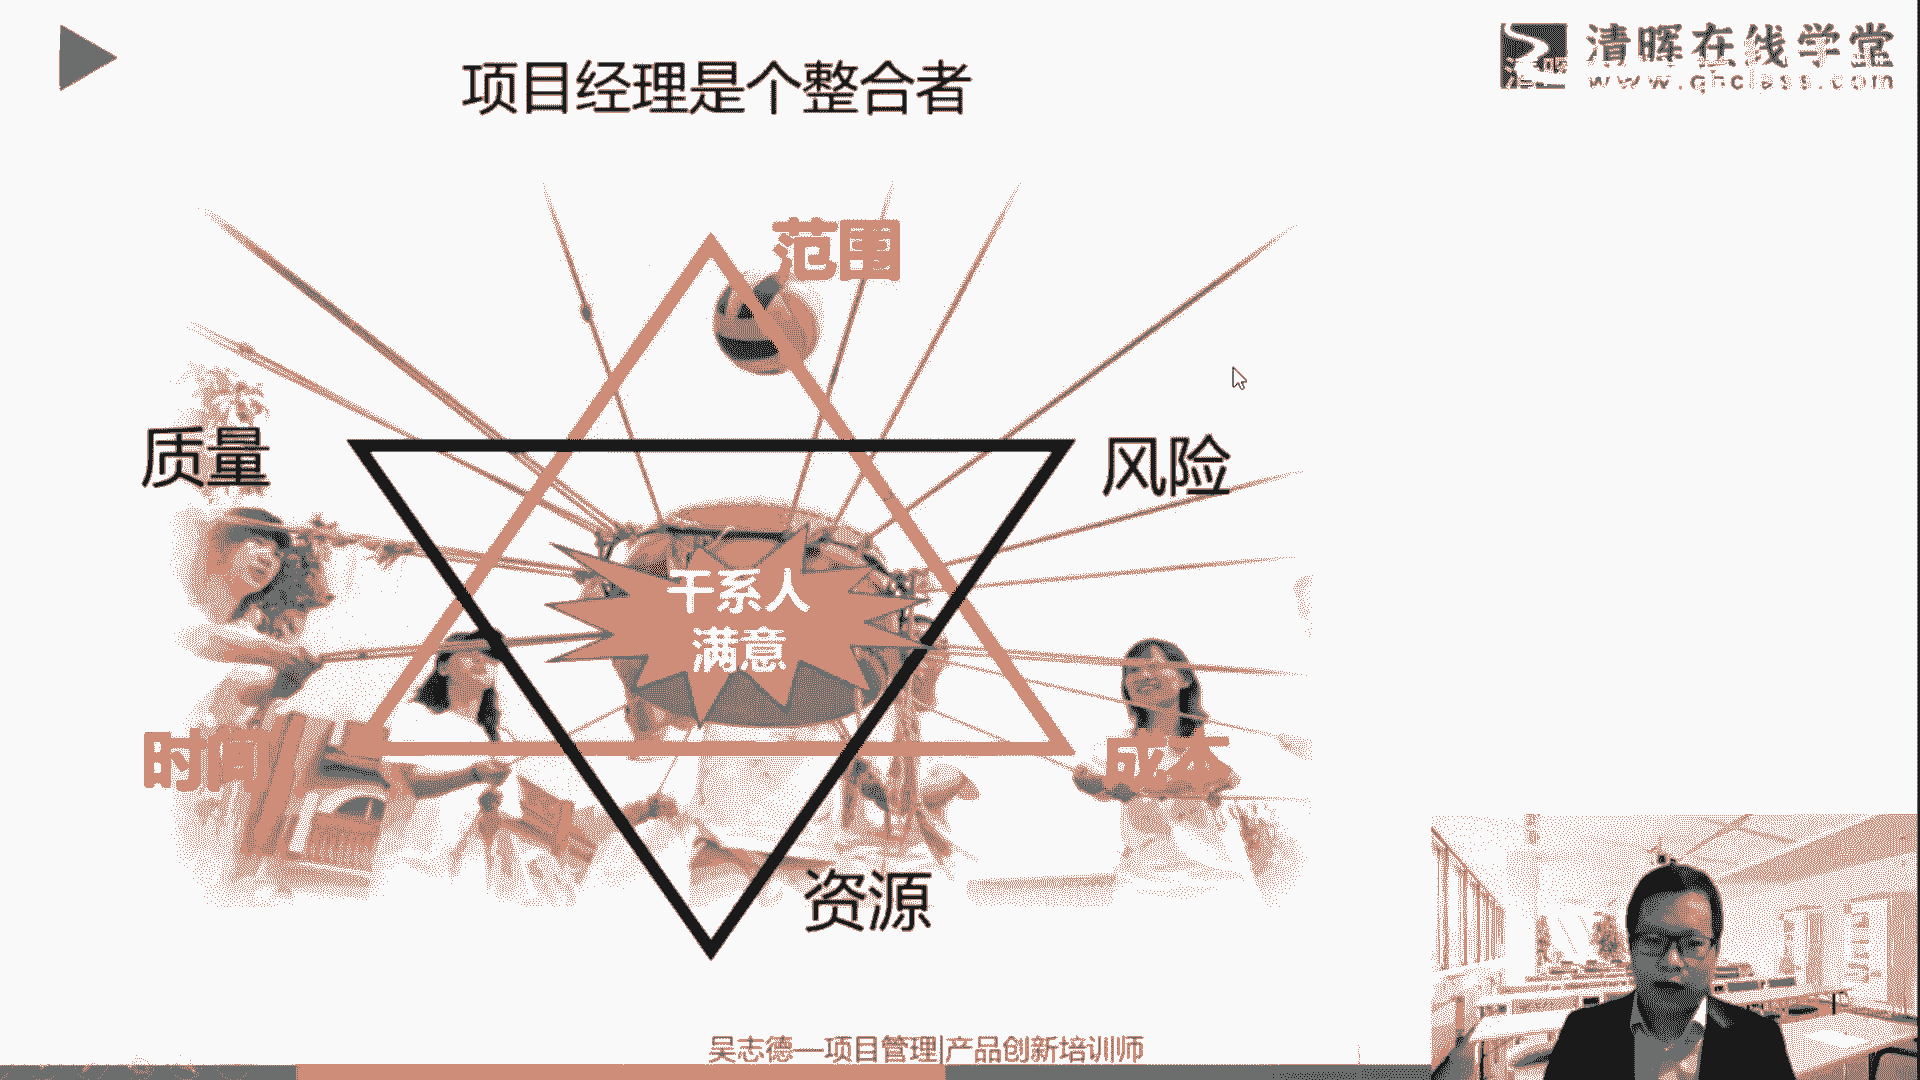 项目经理是个整合者
清晖在线学堂
www.qhclass.com
范围
质量
风险
干系人
满意
时间
成本
资源
吴志德—项目管理|产品创新培训师